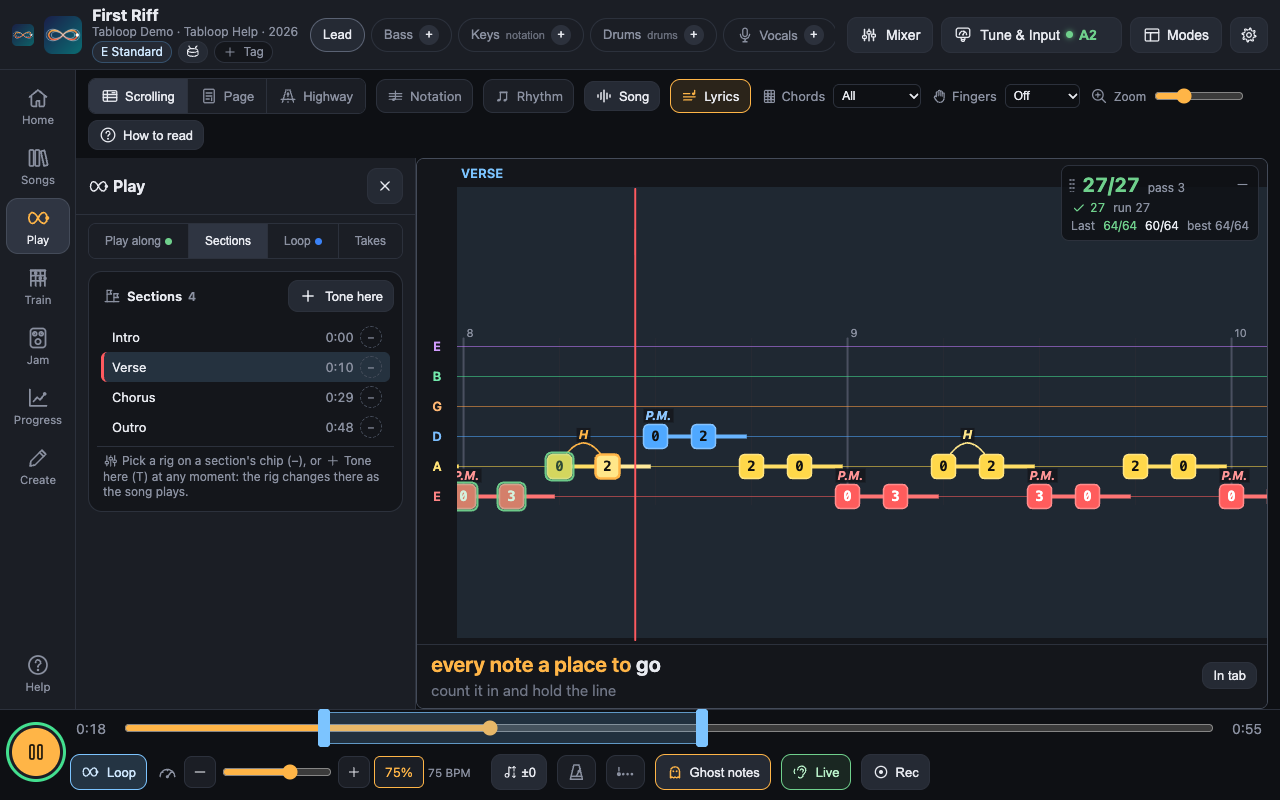 First Riff
Tabloop Demo · Tabloop Help · 2026
E Standard
+ Tag
Lead
Bass +
Keys notation +
Drums drums +
Vocals +
Mixer
Tune & Input A2
Modes
Home
Songs
Play
Train
Jam
Progress
Create
Help
Scrolling
Page
Highway
Notation
Rhythm
Song
Lyrics
Chords All
Fingers Off
Zoom
How to read
Play
Play along
Sections
Loop
Takes
Sections 4
+ Tone here
Intro 0:00 –
Verse 0:10 –
Chorus 0:29 –
Outro 0:48 –
Pick a rig on a section's chip (–), or + Tone
here (T) at any moment: the rig changes there as
the song plays.
VERSE
27/27 pass 3
✓ 27 run 27
Last 64/64 60/64 best 64/64
8 9 10
E
B
G
P.M.
D 0 2
H H
A 0 2 2 0 0 2 2 0
P.M. P.M. P.M. P.M.
E 0 3 0 3 3 0 0
every note a place to go
count it in and hold the line
In tab
0:18
0:55
Loop
75%
75 BPM
±0
Ghost notes
Live
Rec